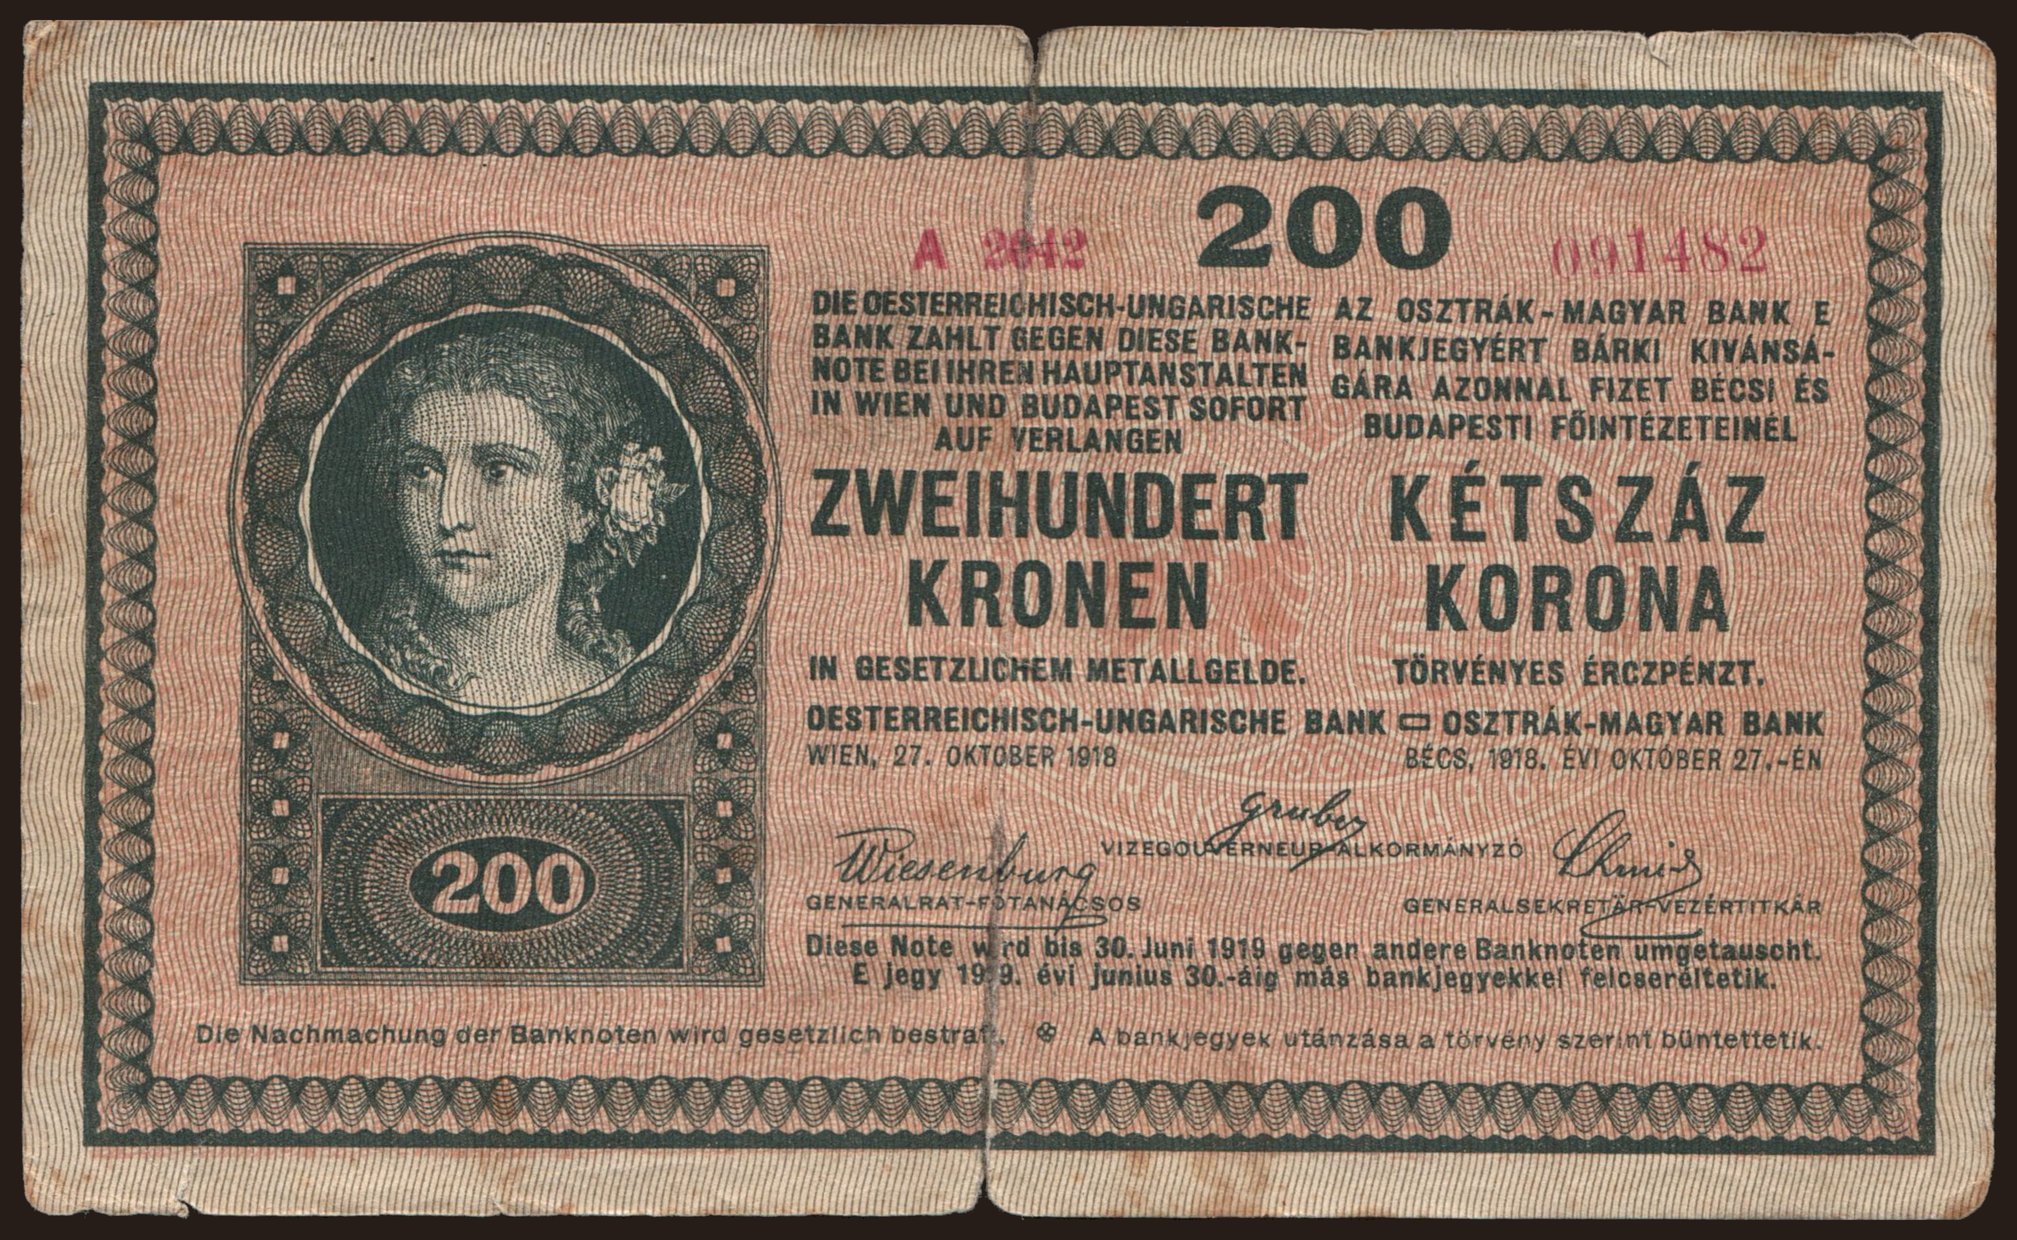 A 2042 200 091482
DIE OESTERREICHISCH-UNGARISCHE
BANK ZAHLT GEGEN DIESE BANK-
NOTE BEI IHREN HAUPTANSTALTEN
IN WIEN UND BUDAPEST SOFORT
AUF VERLANGEN
ZWEIHUNDERT
KRONEN
IN GESETZLICHEM METALLGELDE.
AZ OSZTRÁK-MAGYAR BANK E
BANKJEGYÉRT BÁRKI KIVÁNSÁ-
GÁRA AZONNAL FIZET BÉCSI ÉS
BUDAPESTI FŐINTÉZETEINÉL
KÉTSZÁZ
KORONA
TÖRVÉNYES ÉRCZPÉNZT.
OESTERREICHISCH-UNGARISCHE BANK ▭ OSZTRÁK-MAGYAR BANK
WIEN, 27. OKTOBER 1918
BÉCS, 1918. ÉVI OKTÓBER 27.-ÉN
Gruber
VIZEGOUVERNEUR-ALKORMÁNYZÓ
Wiesenburg
GENERALRAT-FŐTANÁCSOS
Schmid
GENERALSEKRETÄR-VEZÉRTITKÁR
200
Diese Note wird bis 30. Juni 1919 gegen andere Banknoten umgetauscht.
E jegy 1919. évi junius 30.-áig más bankjegyekkel felcseréltetik.
Die Nachmachung der Banknoten wird gesetzlich bestraft. A bankjegyek utánzása a törvény szerint büntettetik.